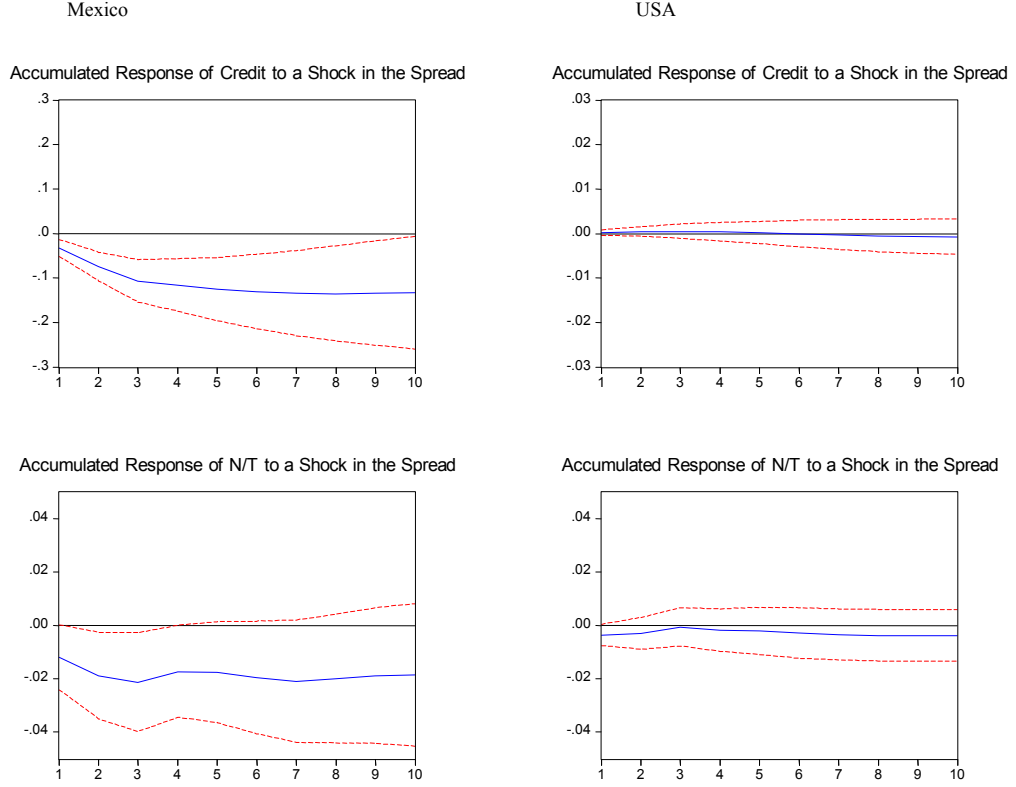 Mexico USA
Accumulated Response of Credit to a Shock in the Spread
.3
.2
.1
.0
-.1
-.2
-.3
1 2 3 4 5 6 7 8 9 10
Accumulated Response of Credit to a Shock in the Spread
.03
.02
.01
.00
-.01
-.02
-.03
1 2 3 4 5 6 7 8 9 10
Accumulated Response of N/T to a Shock in the Spread
.04
.02
.00
-.02
-.04
1 2 3 4 5 6 7 8 9 10
Accumulated Response of N/T to a Shock in the Spread
.04
.02
.00
-.02
-.04
1 2 3 4 5 6 7 8 9 10